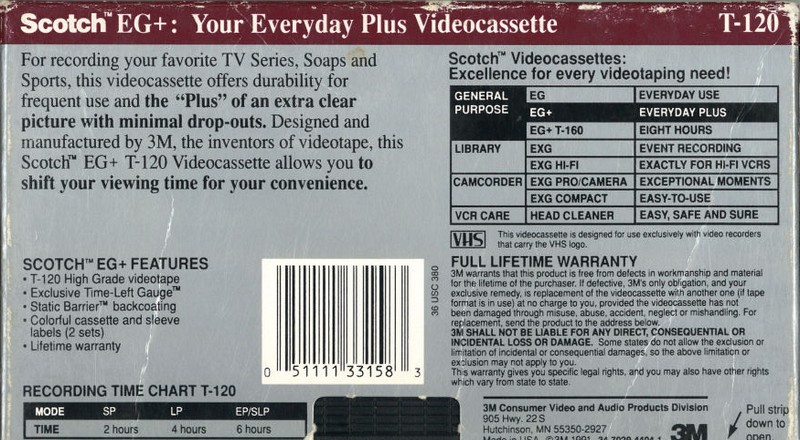 Scotch™ EG+: Your Everyday Plus Videocassette T-120
For recording your favorite TV Series, Soaps and
Sports, this videocassette offers durability for
frequent use and the “Plus” of an extra clear
picture with minimal drop-outs. Designed and
manufactured by 3M, the inventors of videotape, this
Scotch™ EG+ T-120 Videocassette allows you to
shift your viewing time for your convenience.
SCOTCH™ EG+ FEATURES
• T-120 High Grade videotape
• Exclusive Time-Left Gauge™
• Static Barrier™ backcoating
• Colorful cassette and sleeve
labels (2 sets)
• Lifetime warranty
RECORDING TIME CHART T-120
MODE SP LP EP/SLP
TIME 2 hours 4 hours 6 hours
0 51111 33158 3
36 USC 380
Scotch™ Videocassettes:
Excellence for every videotaping need!
GENERAL PURPOSE EG EVERYDAY USE
EG+ EVERYDAY PLUS
EG+ T-160 EIGHT HOURS
LIBRARY EXG EVENT RECORDING
EXG HI-FI EXACTLY FOR HI-FI VCRS
CAMCORDER EXG PRO/CAMERA EXCEPTIONAL MOMENTS
EXG COMPACT EASY-TO-USE
VCR CARE HEAD CLEANER EASY, SAFE AND SURE
VHS This videocassette is designed for use exclusively with video recorders
that carry the VHS logo.
FULL LIFETIME WARRANTY
3M warrants that this product is free from defects in workmanship and material
for the lifetime of the purchaser. If defective, 3M's only obligation, and your
exclusive remedy, is replacement of the videocassette with another one (if tape
format is in use) at no charge to you, provided the videocassette has not
been damaged through misuse, abuse, accident, neglect or mishandling. For
replacement, send the product to the address below.
3M SHALL NOT BE LIABLE FOR ANY DIRECT, CONSEQUENTIAL OR
INCIDENTAL LOSS OR DAMAGE. Some states do not allow the exclusion or
limitation of incidental or consequential damages, so the above limitation or
exclusion may not apply to you.
This warranty gives you specific legal rights, and you may also have other rights
which vary from state to state.
3M Consumer Video and Audio Products Division
905 Hwy. 22 S
Hutchinson, MN 55350-2927
Made in USA ©3M 1991
3M
Pull strip
down to
open.